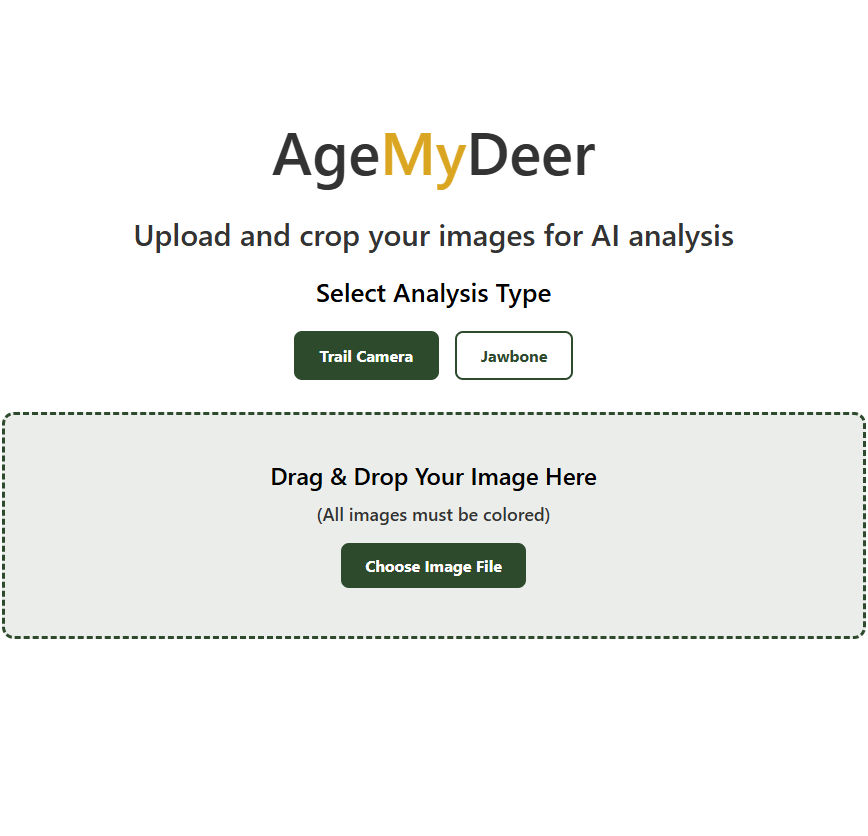 AgeMyDeer
Upload and crop your images for AI analysis
Select Analysis Type
Trail Camera Jawbone
Drag & Drop Your Image Here
(All images must be colored)
Choose Image File